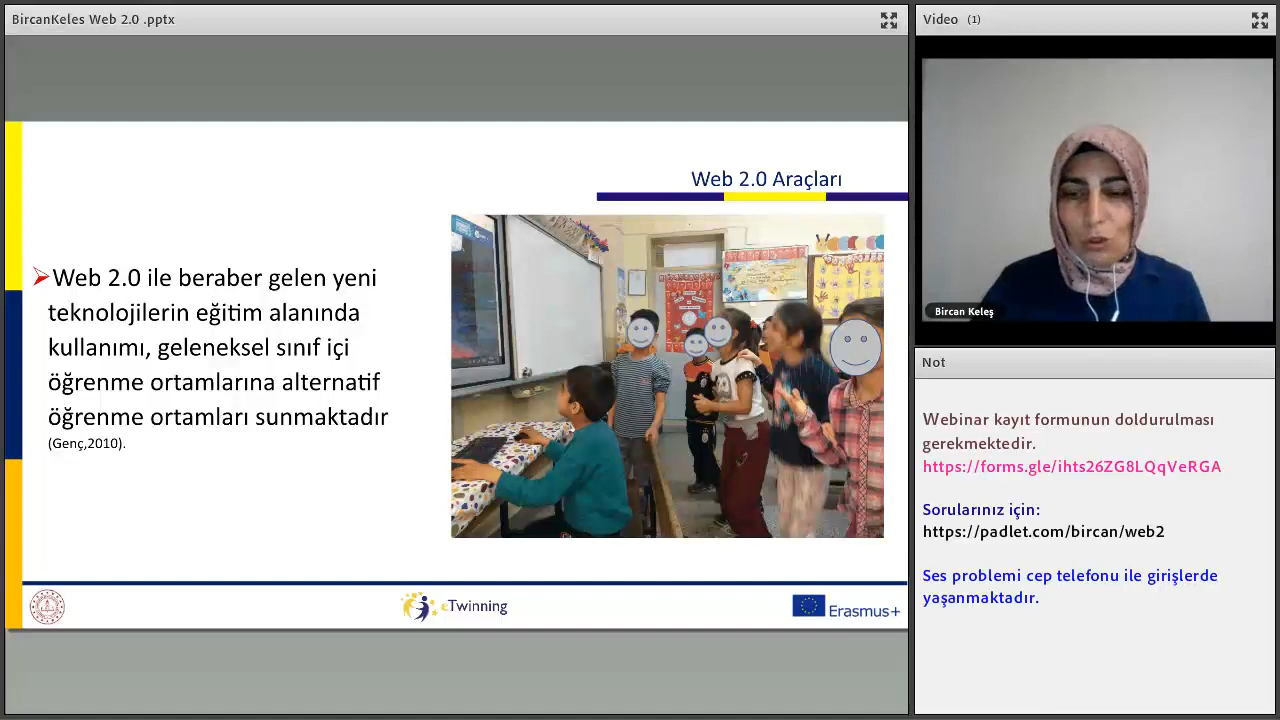 BircanKeles Web 2.0 .pptx
Web 2.0 Araçları
Web 2.0 ile beraber gelen yeni
teknolojilerin eğitim alanında
kullanımı, geleneksel sınıf içi
öğrenme ortamlarına alternatif
öğrenme ortamları sunmaktadır
(Genç,2010).
eTwinning
Erasmus+
Video (1)
Bircan Keleş
Not
Webinar kayıt formunun doldurulması
gerekmektedir.
https://forms.gle/ihts26ZG8LQqVeRGA
Sorularınız için:
https://padlet.com/bircan/web2
Ses problemi cep telefonu ile girişlerde
yaşanmaktadır.